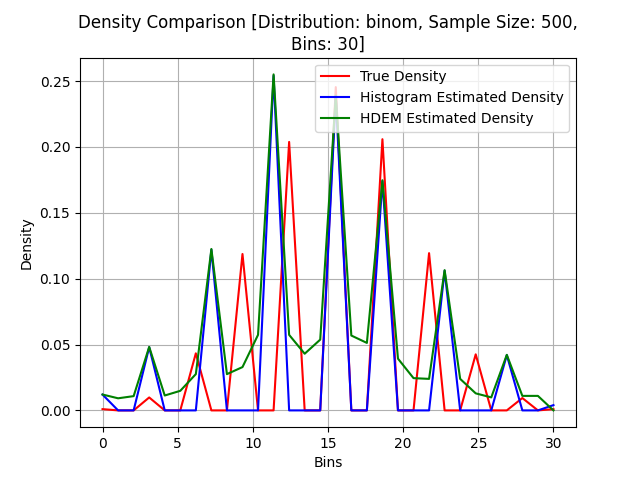 Density Comparison [Distribution: binom, Sample Size: 500,
Bins: 30]
True Density
Histogram Estimated Density
HDEM Estimated Density
Density
0.25
0.20
0.15
0.10
0.05
0.00
0 5 10 15 20 25 30
Bins